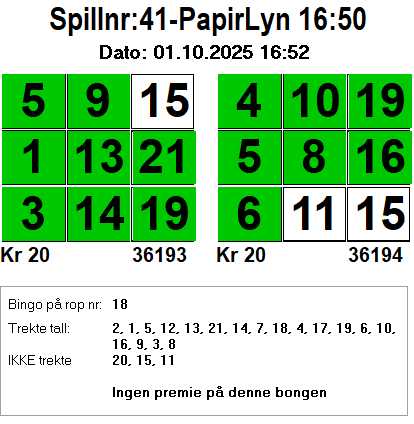 Spillnr:41-PapirLyn 16:50
Dato: 01.10.2025 16:52
5 9 15 4 10 19
1 13 21 5 8 16
3 14 19 6 11 15
Kr 20 36193 Kr 20 36194
Bingo på rop nr: 18
Trekte tall: 2, 1, 5, 12, 13, 21, 14, 7, 18, 4, 17, 19, 6, 10,
16, 9, 3, 8
IKKE trekte 20, 15, 11
Ingen premie på denne bongen